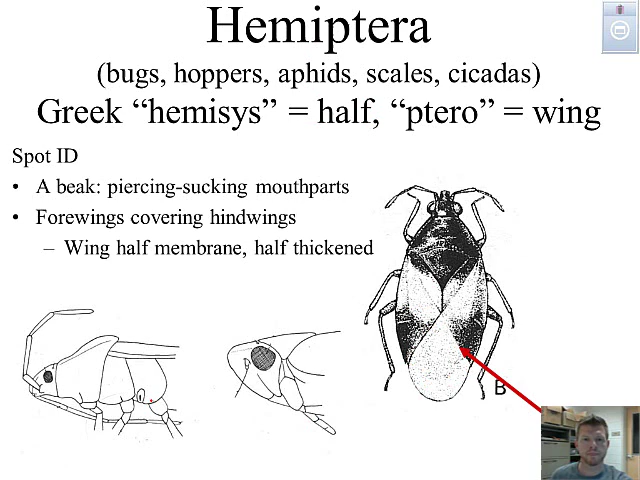 Hemiptera
(bugs, hoppers, aphids, scales, cicadas)
Greek “hemisys” = half, “ptero” = wing
Spot ID
• A beak: piercing-sucking mouthparts
• Forewings covering hindwings
– Wing half membrane, half thickened
B